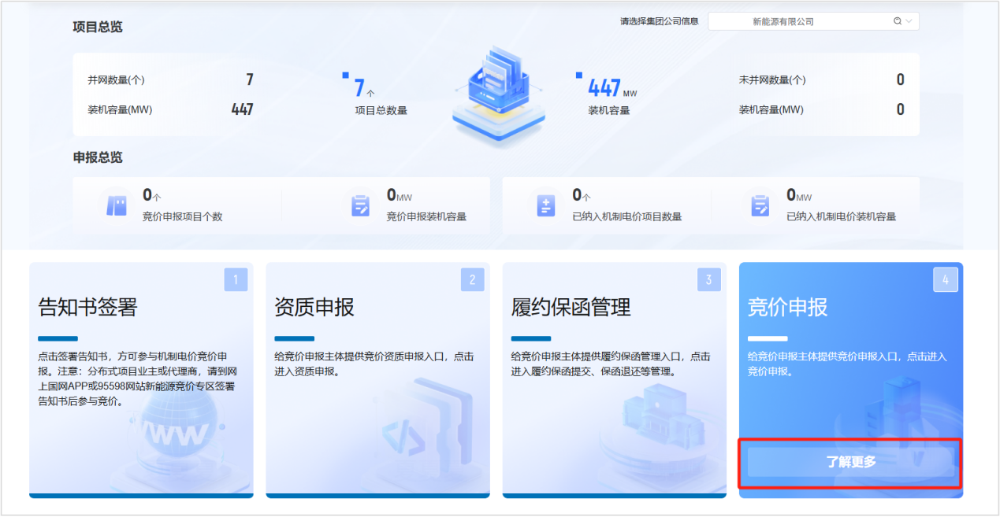 项目总览
请选择集团公司信息
新能源有限公司
并网数量(个) 7
装机容量(MW) 447
7个
项目总数量
447 MW
装机容量
未并网数量(个) 0
装机容量(MW) 0
申报总览
0个
竞价申报项目个数
0MW
竞价申报装机容量
0个
已纳入机制电价项目数量
0MW
已纳入机制电价装机容量
1
告知书签署
点击签署告知书，方可参与机制电价竞价申
报。注意：分布式项目业主或代理商，请到网
上国网APP或95598网站新能源竞价专区签署
告知书后参与竞价。
WWW
2
资质申报
给竞价申报主体提供竞价资质申报入口，点击
进入资质申报。
</>
3
履约保函管理
给竞价申报主体提供履约保函管理入口，点击
进入履约保函提交、保函退还等管理。
4
竞价申报
给竞价申报主体提供竞价申报入口，点击进入
竞价申报。
了解更多